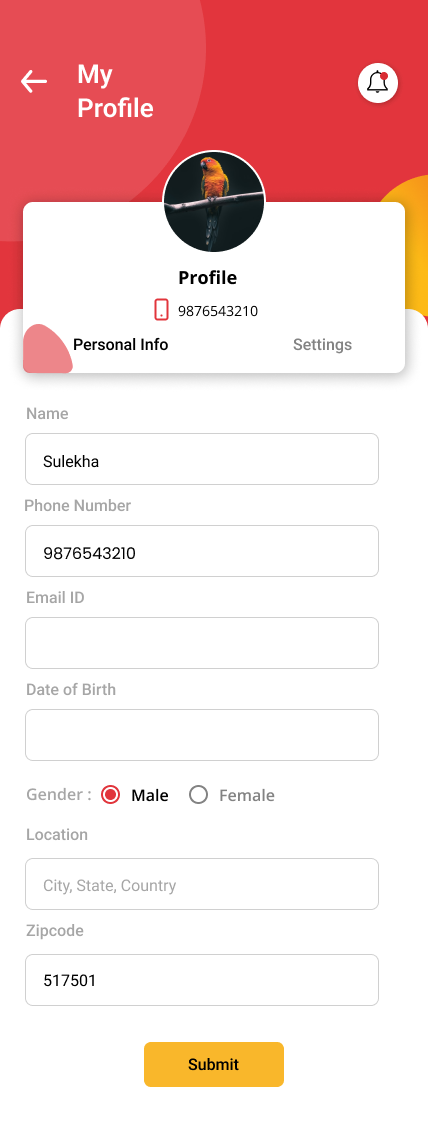 My
Profile
Profile
9876543210
Personal Info Settings
Name
Sulekha
Phone Number
9876543210
Email ID
Date of Birth
Gender : Male Female
Location
City, State, Country
Zipcode
517501
Submit